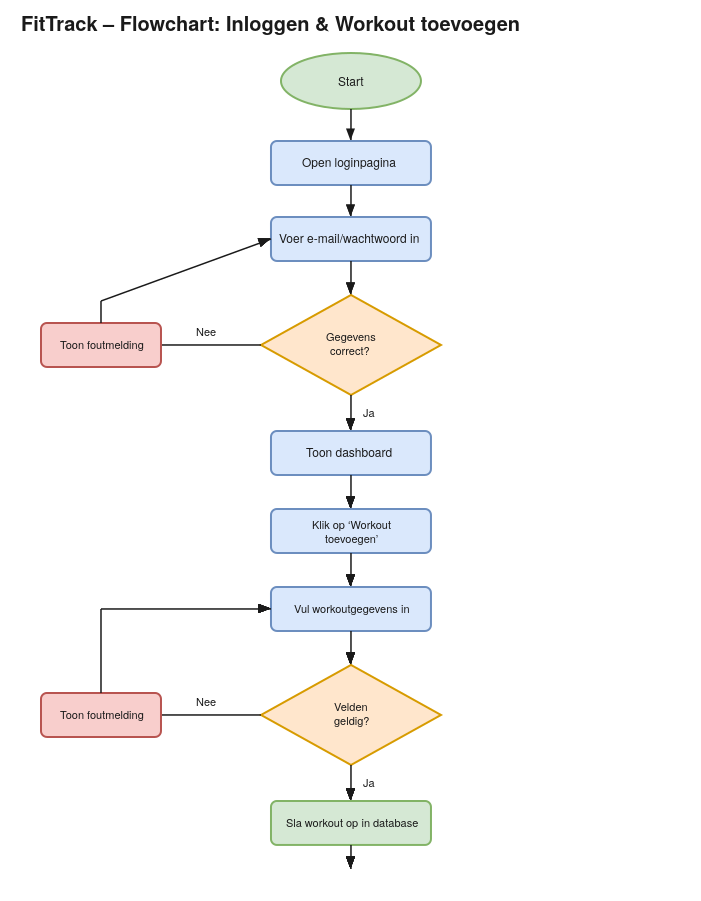 FitTrack – Flowchart: Inloggen & Workout toevoegen
Start
Open loginpagina
Voer e-mail/wachtwoord in
Nee
Gegevens
correct?
Toon foutmelding
Ja
Toon dashboard
Klik op ‘Workout
toevoegen’
Vul workoutgegevens in
Nee
Velden
geldig?
Toon foutmelding
Ja
Sla workout op in database